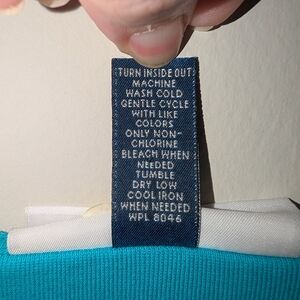 TURN INSIDE OUT
MACHINE
WASH COLD
GENTLE CYCLE
WITH LIKE
COLORS
ONLY NON-
CHLORINE
BLEACH WHEN
NEEDED
TUMBLE
DRY LOW
COOL IRON
WHEN NEEDED
WPL 8046